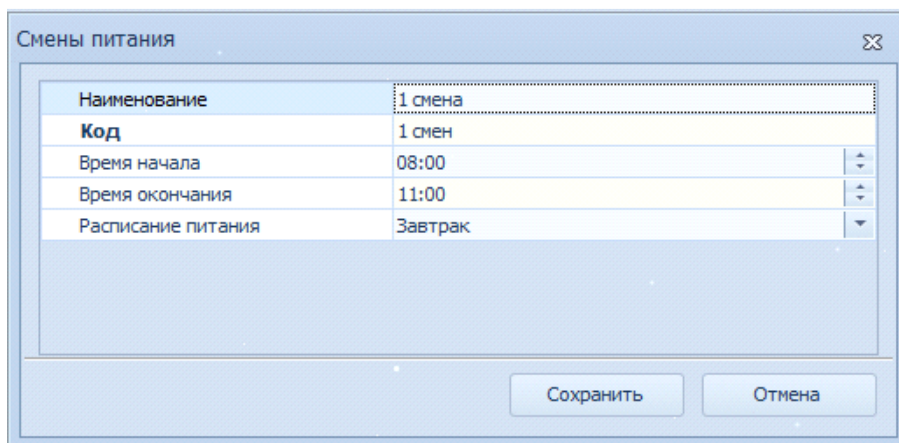 Смены питания
Наименование 1 смена
Код 1 смен
Время начала 08:00
Время окончания 11:00
Расписание питания Завтрак
Сохранить Отмена